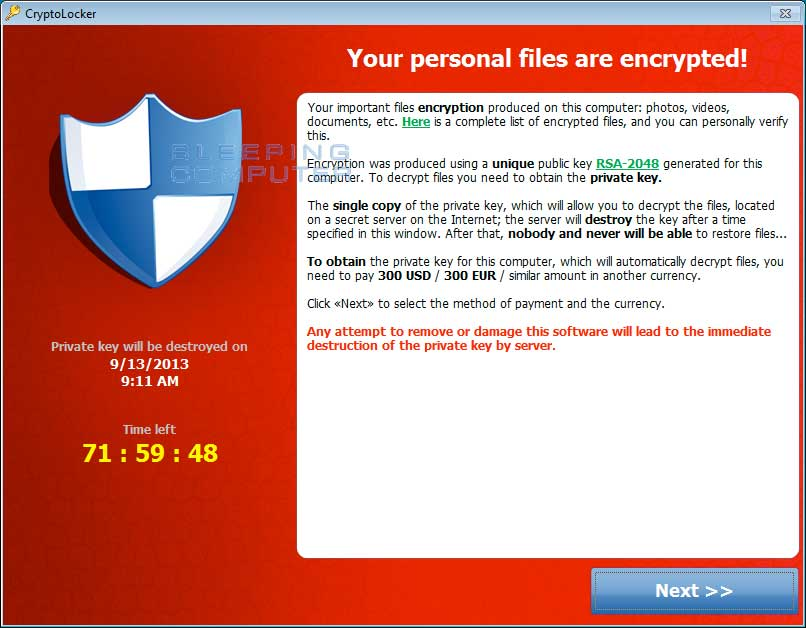 CryptoLocker
Your personal files are encrypted!
Your important files encryption produced on this computer: photos, videos,
documents, etc. Here is a complete list of encrypted files, and you can personally verify
this.
Encryption was produced using a unique public key RSA-2048 generated for this
computer. To decrypt files you need to obtain the private key.
The single copy of the private key, which will allow you to decrypt the files, located
on a secret server on the Internet; the server will destroy the key after a time
specified in this window. After that, nobody and never will be able to restore files...
To obtain the private key for this computer, which will automatically decrypt files, you
need to pay 300 USD / 300 EUR / similar amount in another currency.
Click «Next» to select the method of payment and the currency.
Any attempt to remove or damage this software will lead to the immediate
destruction of the private key by server.
BLEEPING
COMPUTER
Private key will be destroyed on
9/13/2013
9:11 AM
Time left
71 : 59 : 48
Next >>